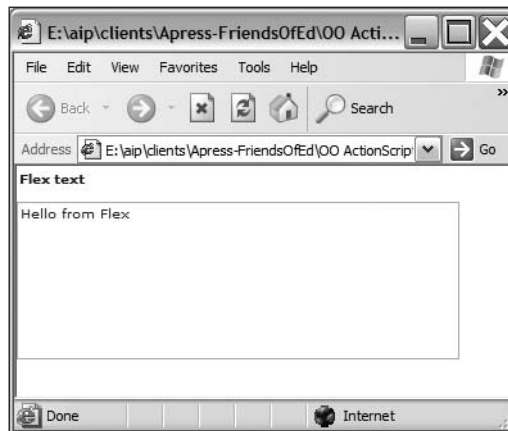 E:\aip\clients\Apress-FriendsOfEd\OO Acti...
File Edit View Favorites Tools Help
Back Search
Address E:\aip\clients\Apress-FriendsOfEd\OO ActionScrip Go
Flex text
Hello from Flex
Done Internet